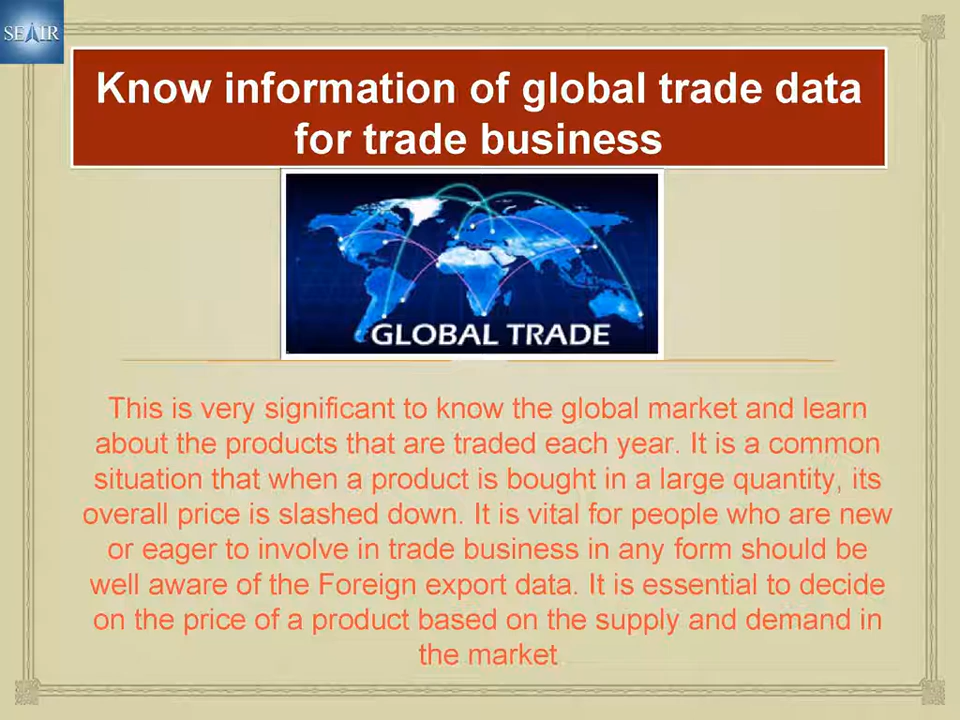 SEAIR
Know information of global trade data
for trade business
GLOBAL TRADE
This is very significant to know the global market and learn
about the products that are traded each year. It is a common
situation that when a product is bought in a large quantity, its
overall price is slashed down. It is vital for people who are new
or eager to involve in trade business in any form should be
well aware of the Foreign export data. It is essential to decide
on the price of a product based on the supply and demand in
the market